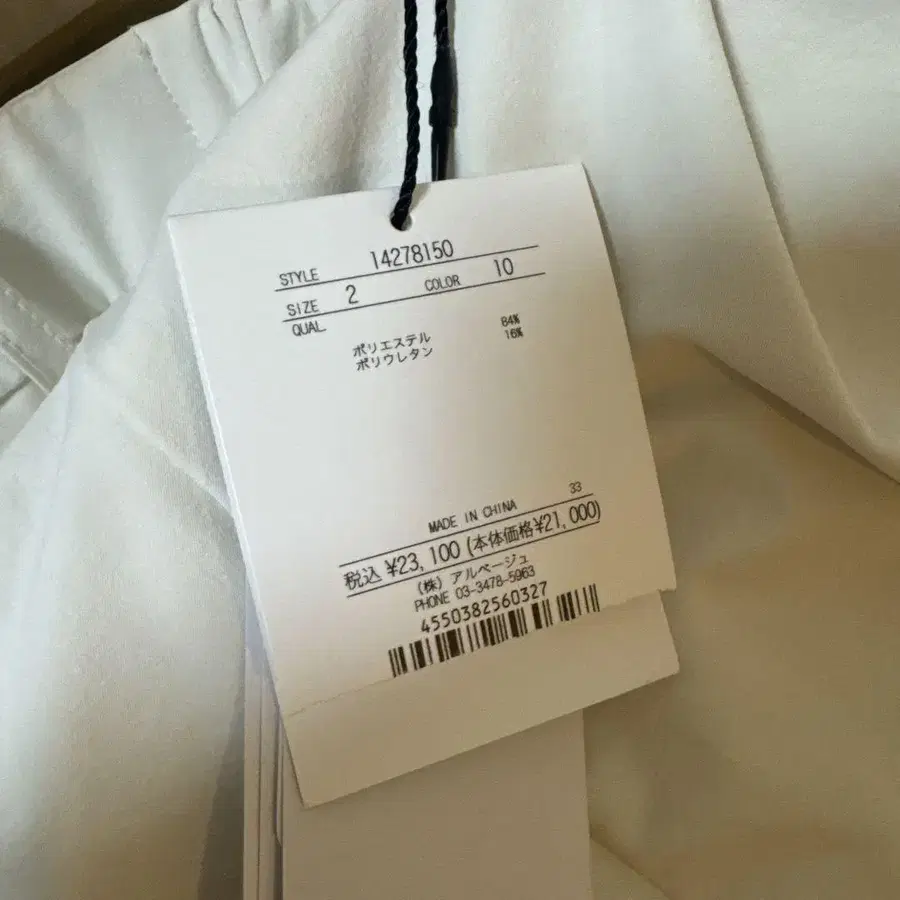 STYLE 14278150
SIZE 2 COLOR 10
QUAL
ポリエステル 84%
ポリウレタン 16%
33
MADE IN CHINA
税込 ¥23,100 (本体価格¥21,000)
(株) アルページュ
PHONE 03-3478-5963
4550382560327